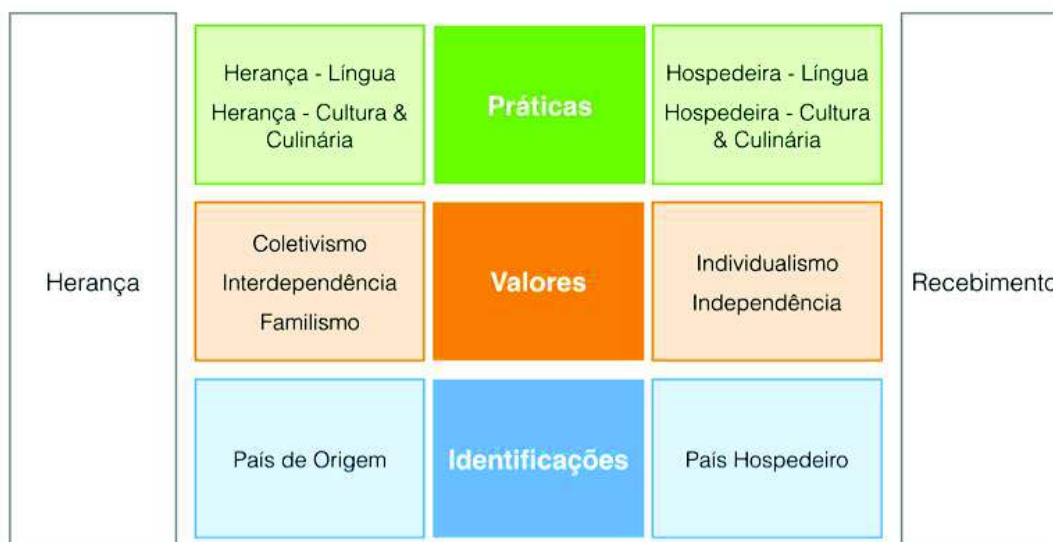 Herança
Herança - Língua
Herança - Cultura &
Culinária
Práticas
Hospedeira - Língua
Hospedeira - Cultura
& Culinária
Coletivismo
Interdependência
Familismo
Valores
Individualismo
Independência
País de Origem
Identificações
País Hospedeiro
Recebimento